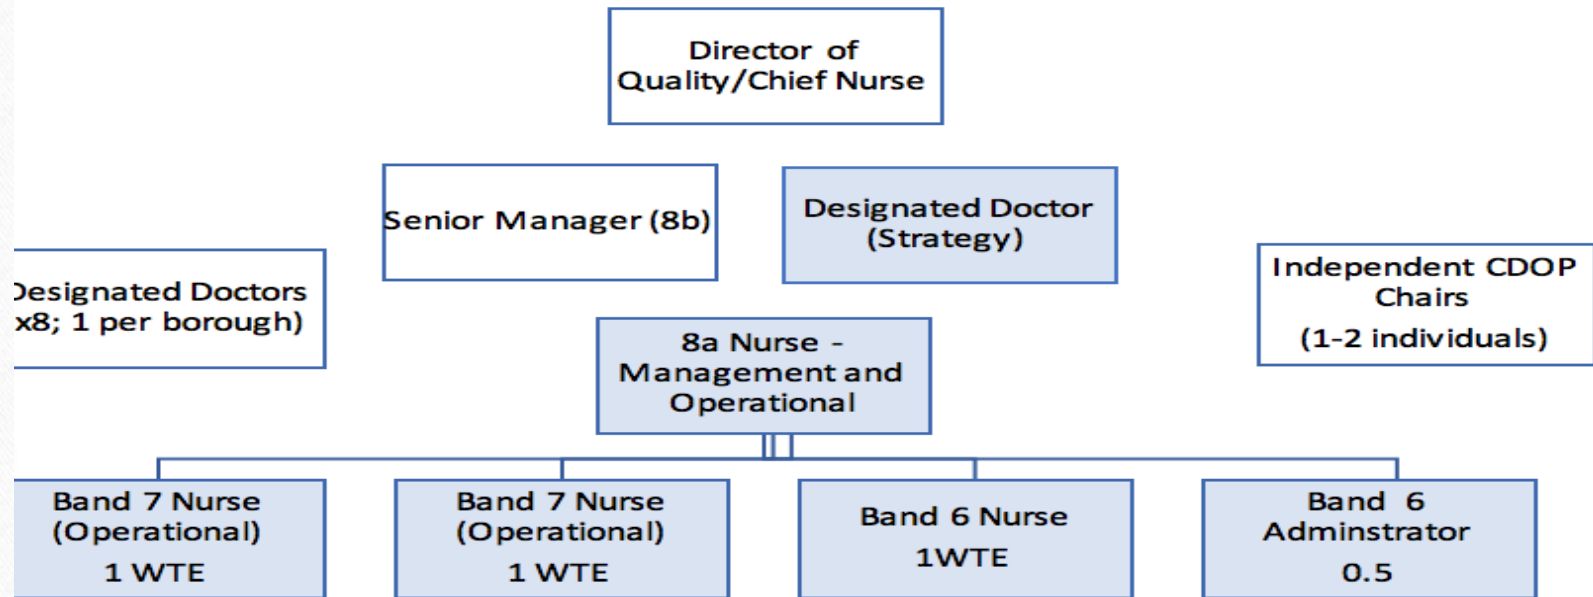 Director of
Quality/Chief Nurse
Senior Manager (8b)
Designated Doctor
(Strategy)
Designated Doctors
x8; 1 per borough)
Independent CDOP
Chairs
(1-2 individuals)
8a Nurse -
Management and
Operational
Band 7 Nurse
(Operational)
1 WTE
Band 7 Nurse
(Operational)
1 WTE
Band 6 Nurse
1WTE
Band 6
Adminstrator
0.5